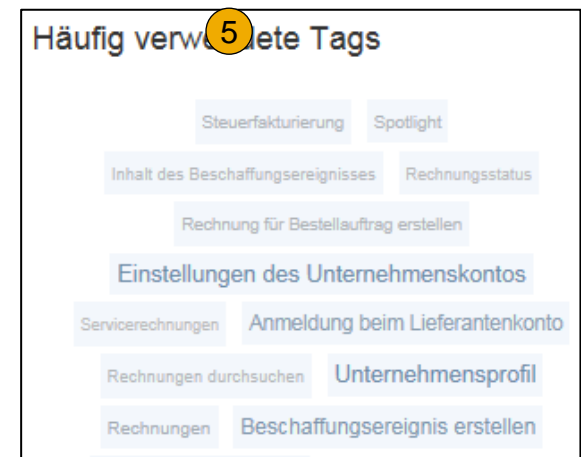 Häufig verwendete Tags
5
Steuerfakturierung Spotlight
Inhalt des Beschaffungsereignisses Rechnungsstatus
Rechnung für Bestellauftrag erstellen
Einstellungen des Unternehmenskontos
Servicerechnungen Anmeldung beim Lieferantenkonto
Rechnungen durchsuchen Unternehmensprofil
Rechnungen Beschaffungsereignis erstellen